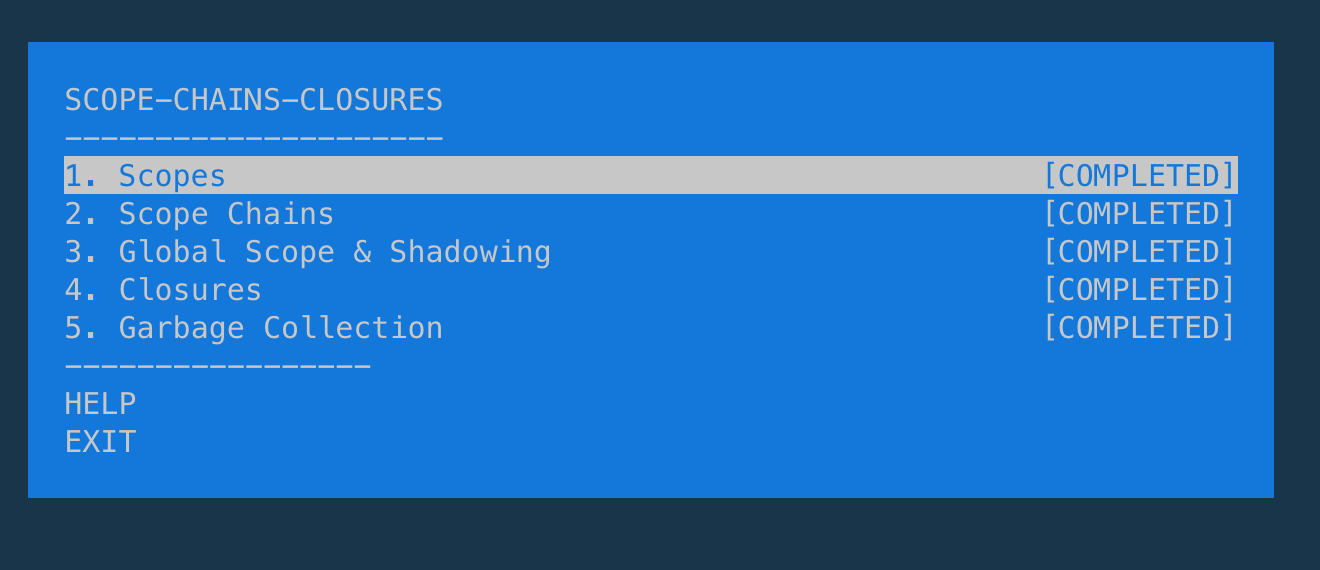 SCOPE–CHAINS–CLOSURES
–––––––––––––––––––––
1. Scopes [COMPLETED]
2. Scope Chains [COMPLETED]
3. Global Scope & Shadowing [COMPLETED]
4. Closures [COMPLETED]
5. Garbage Collection [COMPLETED]
–––––––––––––––––
HELP
EXIT